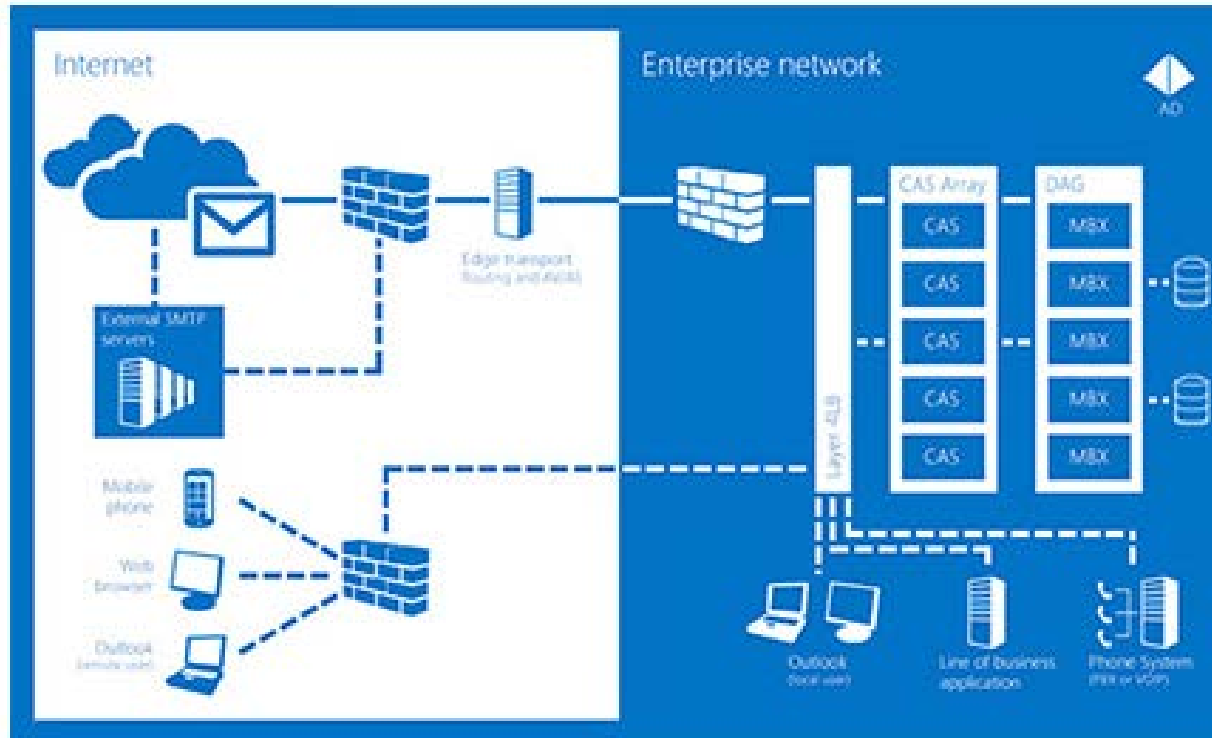 Internet
Enterprise network
AD
CAS Array
DAG
CAS
MBX
CAS
MBX
CAS
MBX
CAS
MBX
CAS
MBX
Edge transport
Routing and AV/AS
External SMTP
servers
Layer 4LB
Mobile
phone
Web
browser
Outlook
(remote user)
Outlook
(local user)
Line of business
application
Phone System
(PBX or VOIP)